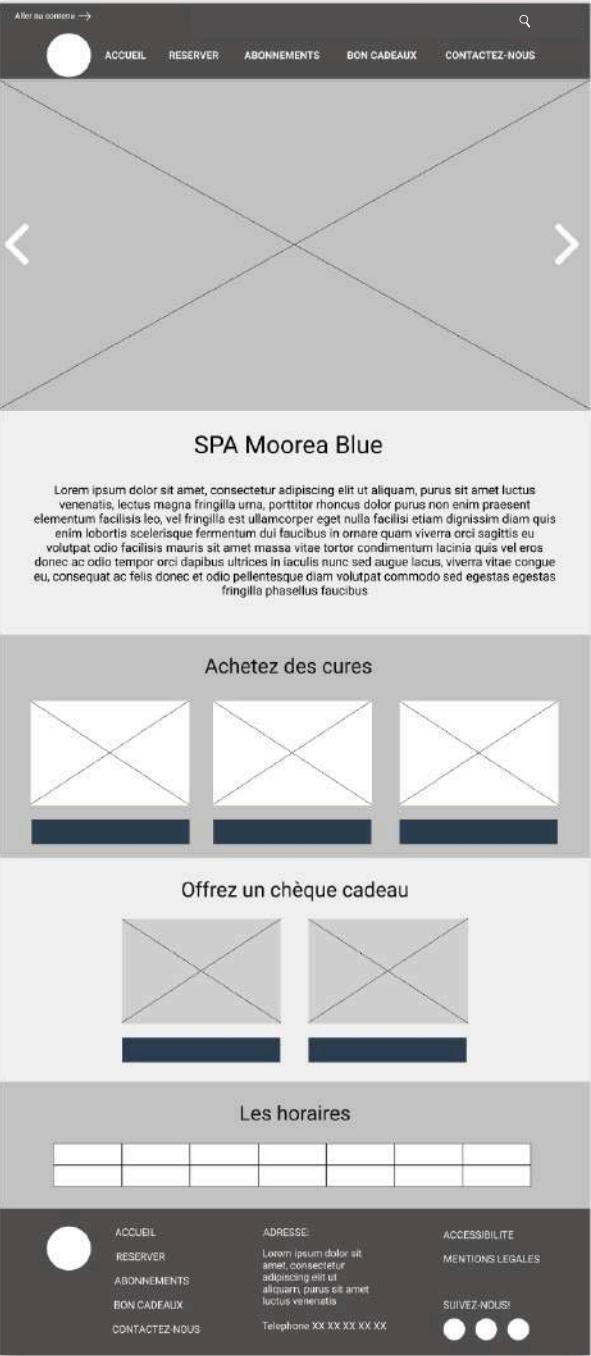 Aller au contenu →
ACCUEIL RESERVER ABONNEMENTS BON CADEAUX CONTACTEZ-NOUS
SPA Moorea Blue
Lorem ipsum dolor sit amet, consectetur adipiscing elit ut aliquam, purus sit amet luctus
venenatis, lectus magna fringilla urna, porttitor rhoncus dolor purus non enim praesent
elementum facilisis leo, vel fringilla est ullamcorper eget nulla facilisi etiam dignissim diam quis
enim lobortis scelerisque fermentum dui faucibus in ornare quam viverra orci sagittis eu
volutpat odio facilisis mauris sit amet massa vitae tortor condimentum lacinia quis vel eros
donec ac odio tempor orci dapibus ultrices in iaculis nunc sed augue lacus, viverra vitae congue
eu, consequat ac felis donec et odio pellentesque diam volutpat commodo sed egestas egestas
fringilla phasellus faucibus
Achetez des cures
Offrez un chèque cadeau
Les horaires
ACCUEIL
RESERVER
ABONNEMENTS
BON CADEAUX
CONTACTEZ-NOUS
ADRESSE:
Lorem ipsum dolor sit
amet, consectetur
adipiscing elit ut
aliquam, purus sit amet
luctus venenatis
Telephone XX XX XX XX XX
ACCESSIBILITE
MENTIONS LEGALES
SUIVEZ-NOUS!